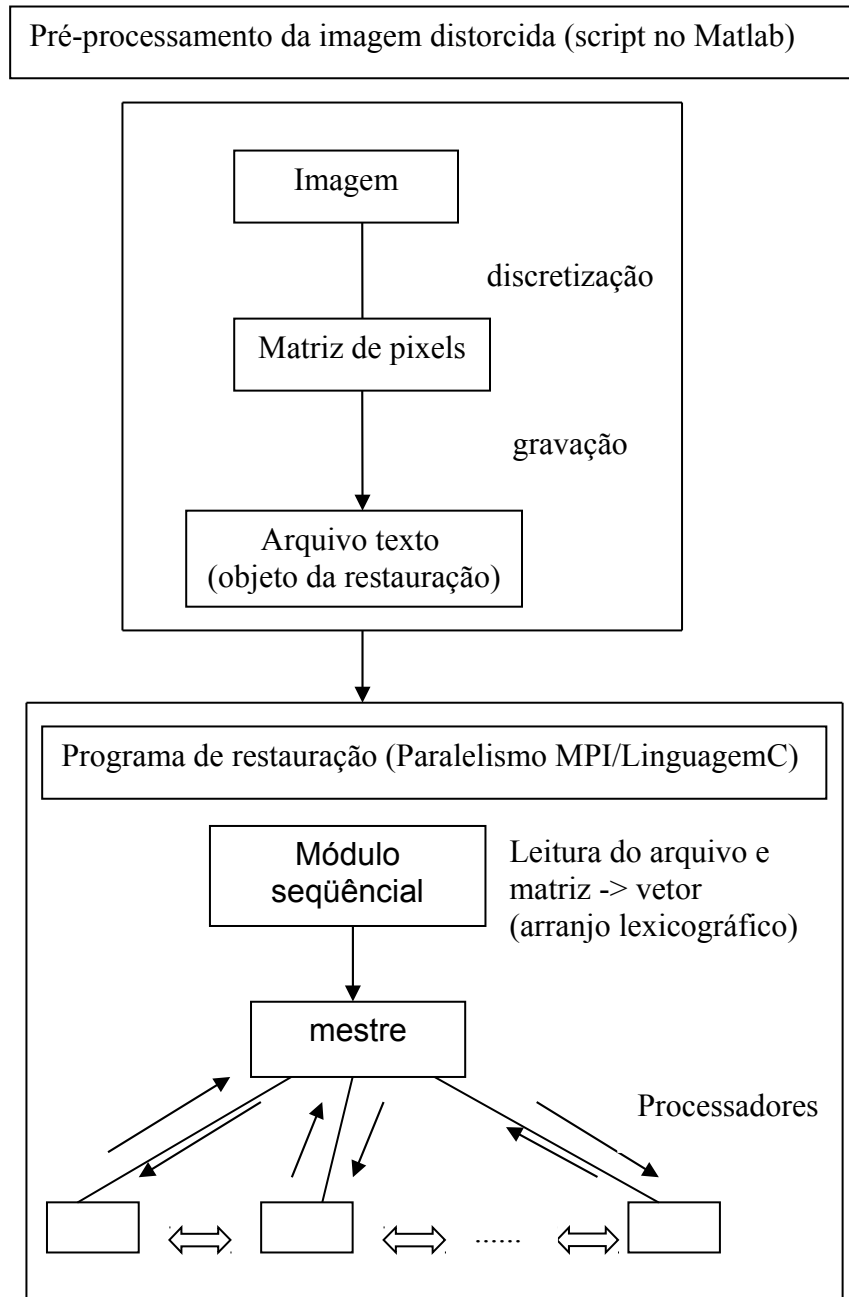 Pré-processamento da imagem distorcida (script no Matlab)
Imagem
discretização
Matriz de pixels
gravação
Arquivo texto
(objeto da restauração)
Programa de restauração (Paralelismo MPI/LinguagemC)
Módulo
seqüêncial
Leitura do arquivo e
matriz -> vetor
(arranjo lexicográfico)
mestre
Processadores
......